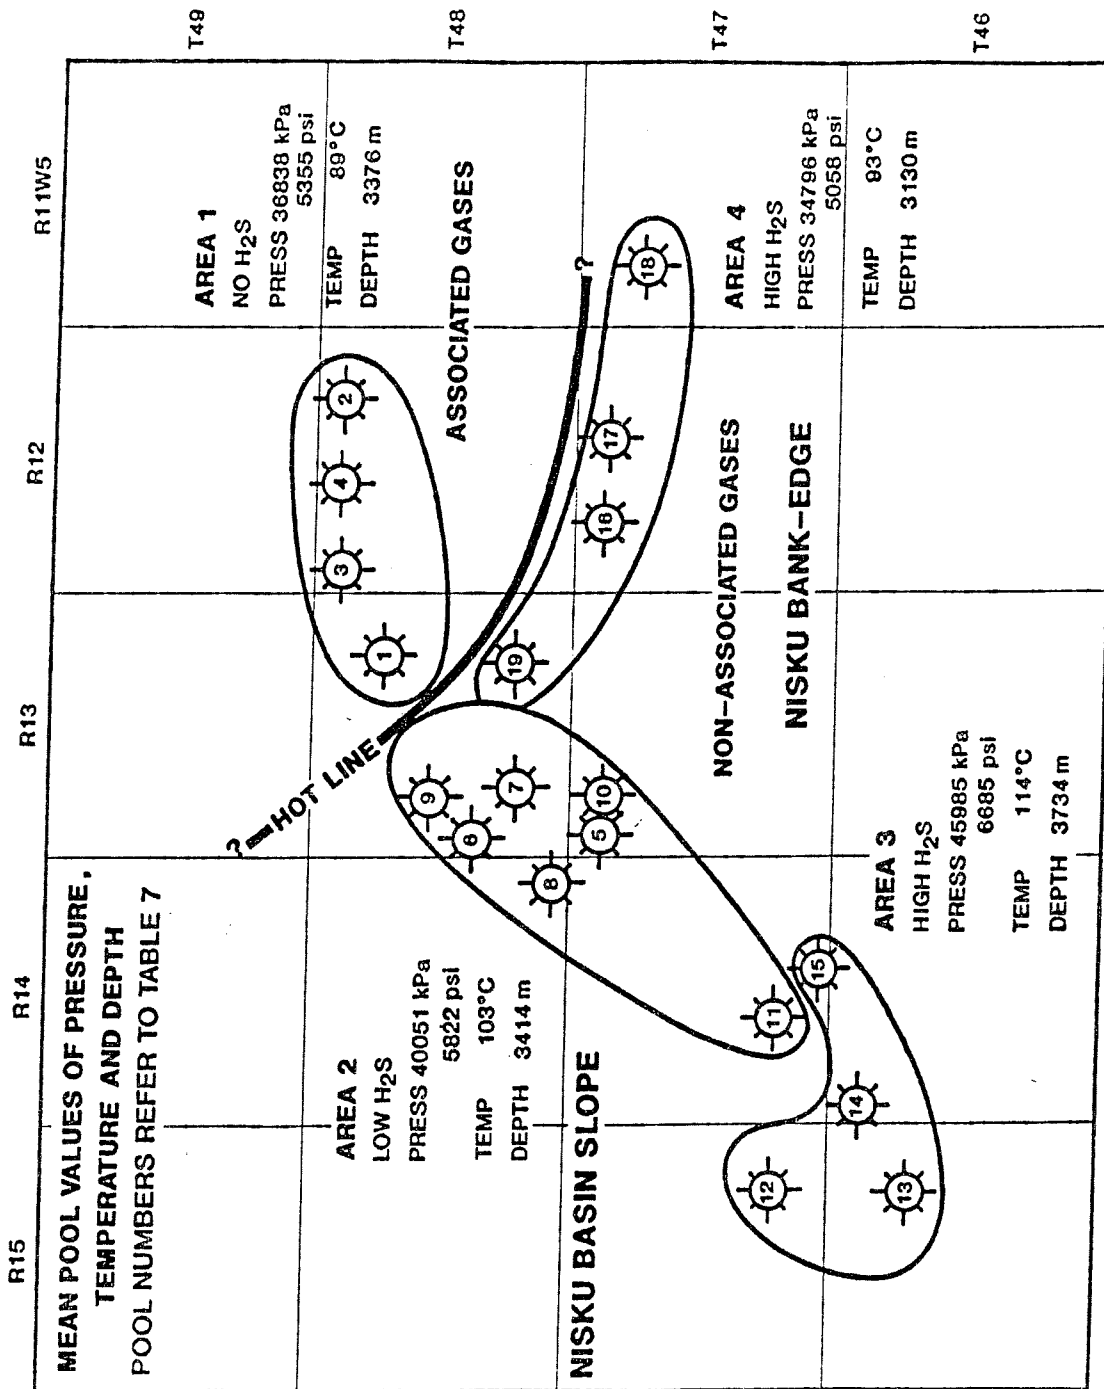 R15
R14
R13
R12
R11W5
MEAN POOL VALUES OF PRESSURE,
TEMPERATURE AND DEPTH
POOL NUMBERS REFER TO TABLE 7
T49
T48
T47
T46
? HOT LINE
?
AREA 1
NO H₂S
PRESS 36838 kPa
5355 psi
TEMP 89°C
DEPTH 3376 m
ASSOCIATED GASES
1
3
4
2
AREA 2
LOW H₂S
PRESS 40051 kPa
5822 psi
TEMP 103°C
DEPTH 3414 m
9
6
7
8
5
10
11
19
16
17
18
NISKU BASIN SLOPE
NON-ASSOCIATED GASES
NISKU BANK-EDGE
AREA 4
HIGH H₂S
PRESS 34796 kPa
5058 psi
TEMP 93°C
DEPTH 3130 m
12
13
14
15
AREA 3
HIGH H₂S
PRESS 45985 kPa
6685 psi
TEMP 114°C
DEPTH 3734 m